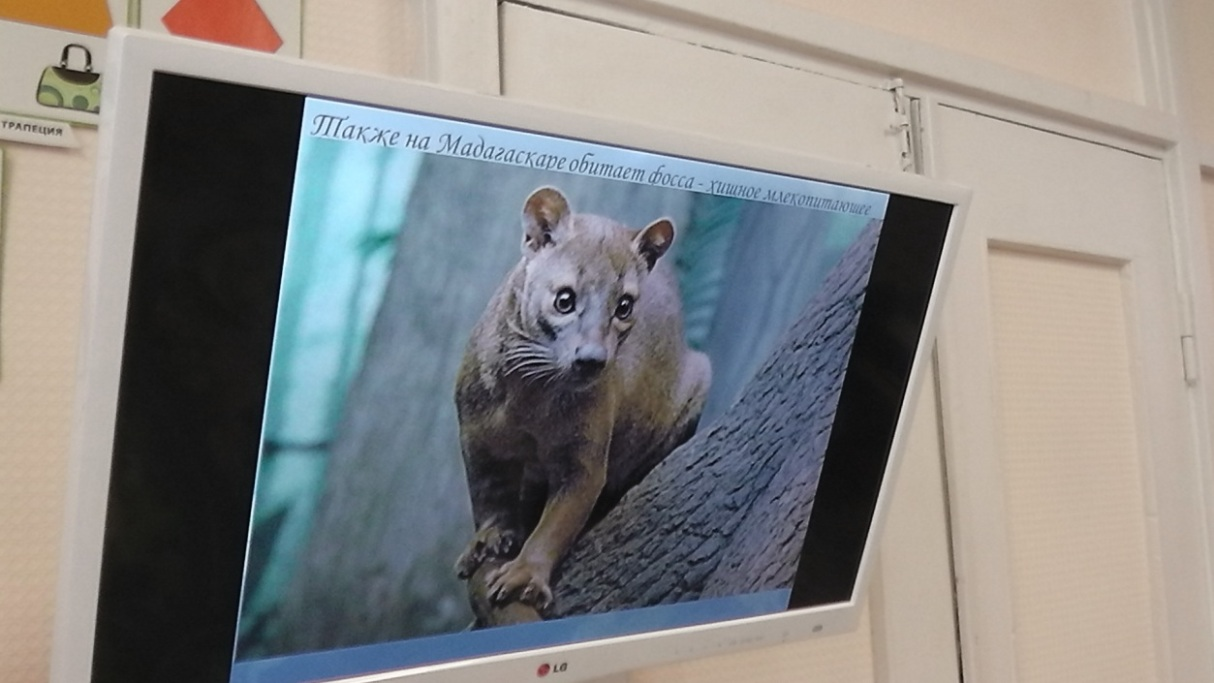 ТРАПЕЦИЯ
Также на Мадагаскаре обитает фосса - хищное млекопитающее
LG